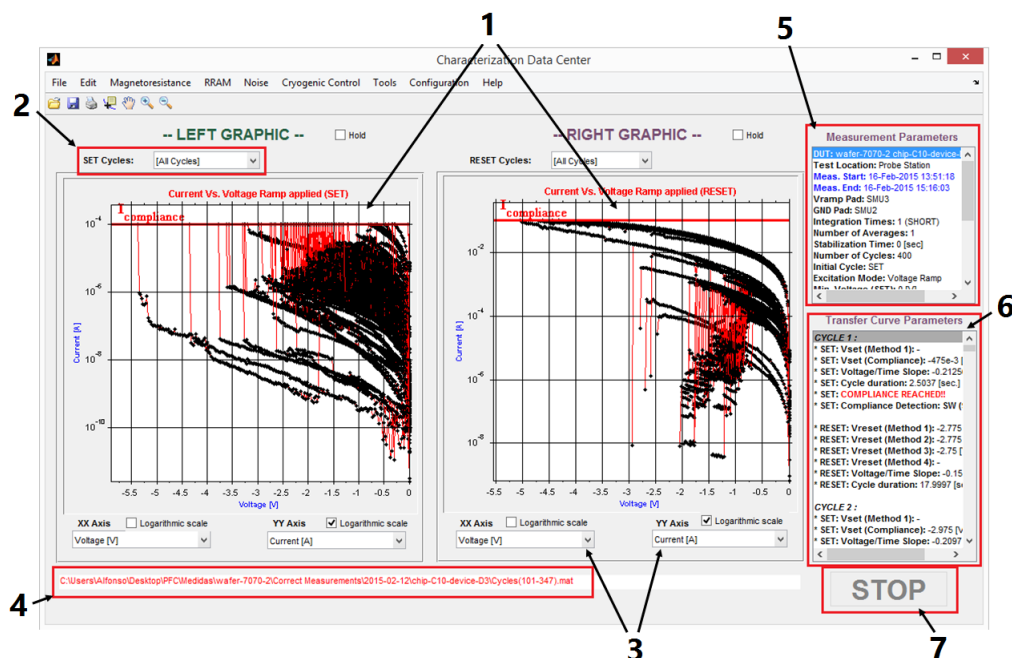 1
5
Characterization Data Center
File Edit Magnetoresistance RRAM Noise Cryogenic Control Tools Configuration Help
2
-- LEFT GRAPHIC --
Hold
-- RIGHT GRAPHIC --
Hold
SET Cycles: [All Cycles]
RESET Cycles: [All Cycles]
Current Vs. Voltage Ramp applied (SET)
I compliance
10^-4
10^-6
10^-8
10^-10
Current [A]
-5.5 -5 -4.5 -4 -3.5 -3 -2.5 -2 -1.5 -1 -0.5 0
Voltage [V]
XX Axis
Logarithmic scale
YY Axis
Logarithmic scale
Voltage [V]
Current [A]
Current Vs. Voltage Ramp applied (RESET)
I compliance
10^-2
10^-4
10^-6
10^-8
Current [A]
-5.5 -5 -4.5 -4 -3.5 -3 -2.5 -2 -1.5 -1 -0.5 0
Voltage [V]
XX Axis
Logarithmic scale
YY Axis
Logarithmic scale
Voltage [V]
Current [A]
Measurement Parameters
DUT: wafer-7070-2 chip-C10-device-
Test Location: Probe Station
Meas. Start: 16-Feb-2015 13:51:18
Meas. End: 16-Feb-2015 15:16:03
Vramp Pad: SMU3
GND Pad: SMU2
Integration Times: 1 (SHORT)
Number of Averages: 1
Stabilization Time: 0 [sec]
Number of Cycles: 400
Initial Cycle: SET
Excitation Mode: Voltage Ramp
Min. Voltage (SET): 0 [V]
6
Transfer Curve Parameters
CYCLE 1 :
* SET: Vset (Method 1): -
* SET: Vset (Compliance): -475e-3 [
* SET: Voltage/Time Slope: -0.2125
* SET: Cycle duration: 2.5037 [sec.]
* SET: COMPLIANCE REACHED!!
* SET: Compliance Detection: SW (
* RESET: Vreset (Method 1): -2.775
* RESET: Vreset (Method 2): -2.775
* RESET: Vreset (Method 3): -2.75 [
* RESET: Vreset (Method 4): -
* RESET: Voltage/Time Slope: -0.15
* RESET: Cycle duration: 17.9997 [se
CYCLE 2 :
* SET: Vset (Method 1): -
* SET: Vset (Compliance): -2.975 [V
* SET: Voltage/Time Slope: -0.2097
4
C:\Users\Alfonso\Desktop\PFC\Medidas\wafer-7070-2\Correct Measurements\2015-02-12\chip-C10-device-D3\Cycles(101-347).mat
STOP
3
7